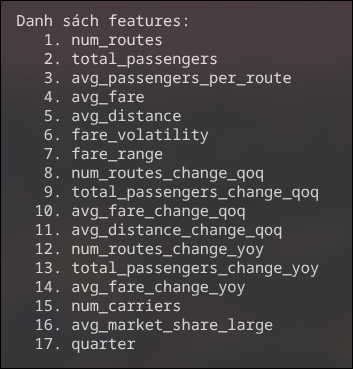 Danh sách features:
1. num_routes
2. total_passengers
3. avg_passengers_per_route
4. avg_fare
5. avg_distance
6. fare_volatility
7. fare_range
8. num_routes_change_qoq
9. total_passengers_change_qoq
10. avg_fare_change_qoq
11. avg_distance_change_qoq
12. num_routes_change_yoy
13. total_passengers_change_yoy
14. avg_fare_change_yoy
15. num_carriers
16. avg_market_share_large
17. quarter